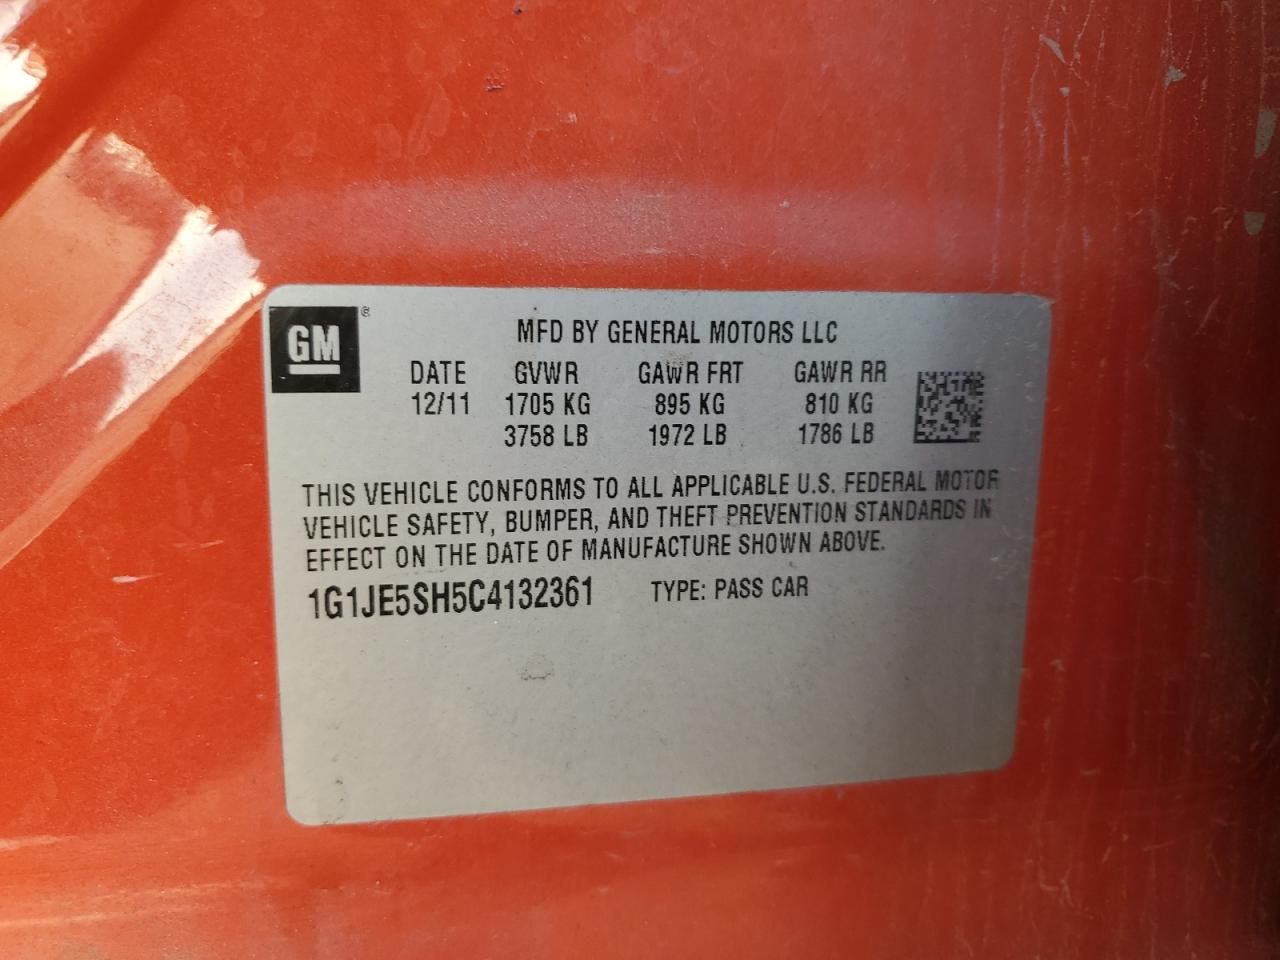 GM
MFD BY GENERAL MOTORS LLC
DATE GVWR GAWR FRT GAWR RR
12/11 1705 KG 895 KG 810 KG
3758 LB 1972 LB 1786 LB
THIS VEHICLE CONFORMS TO ALL APPLICABLE U.S. FEDERAL MOTOR
VEHICLE SAFETY, BUMPER, AND THEFT PREVENTION STANDARDS IN
EFFECT ON THE DATE OF MANUFACTURE SHOWN ABOVE.
1G1JE5SH5C4132361 TYPE: PASS CAR